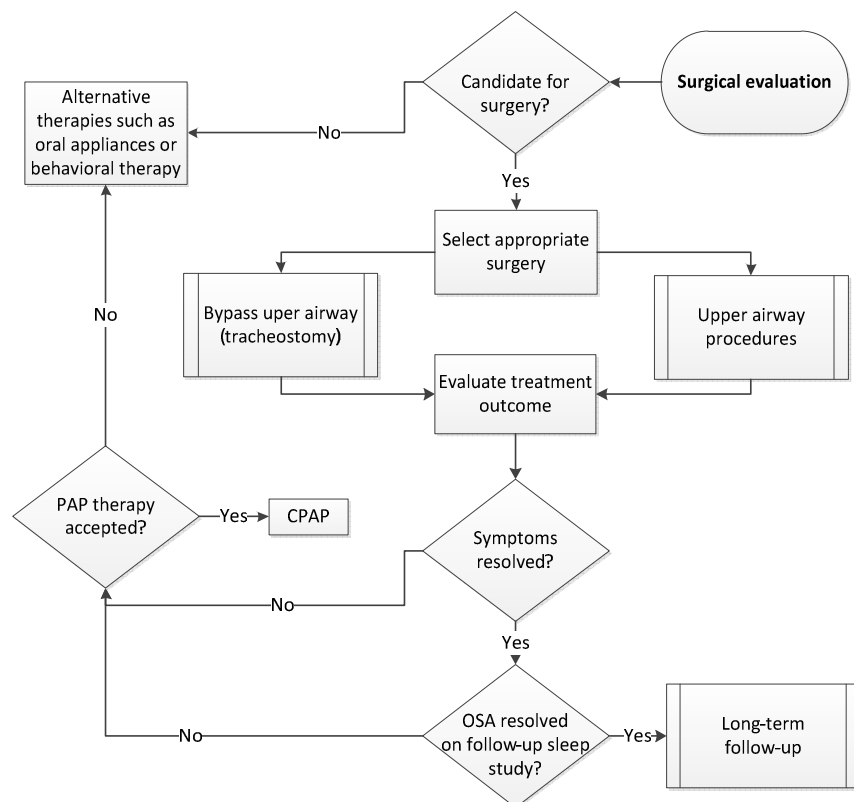 Surgical evaluation
Candidate for
surgery?
No
Alternative
therapies such as
oral appliances or
behavioral therapy
Yes
Select appropriate
surgery
Bypass uper airway
(tracheostomy)
Upper airway
procedures
Evaluate treatment
outcome
Symptoms
resolved?
No
Yes
OSA resolved
on follow-up sleep
study?
Yes
Long-term
follow-up
No
PAP therapy
accepted?
Yes
CPAP
No